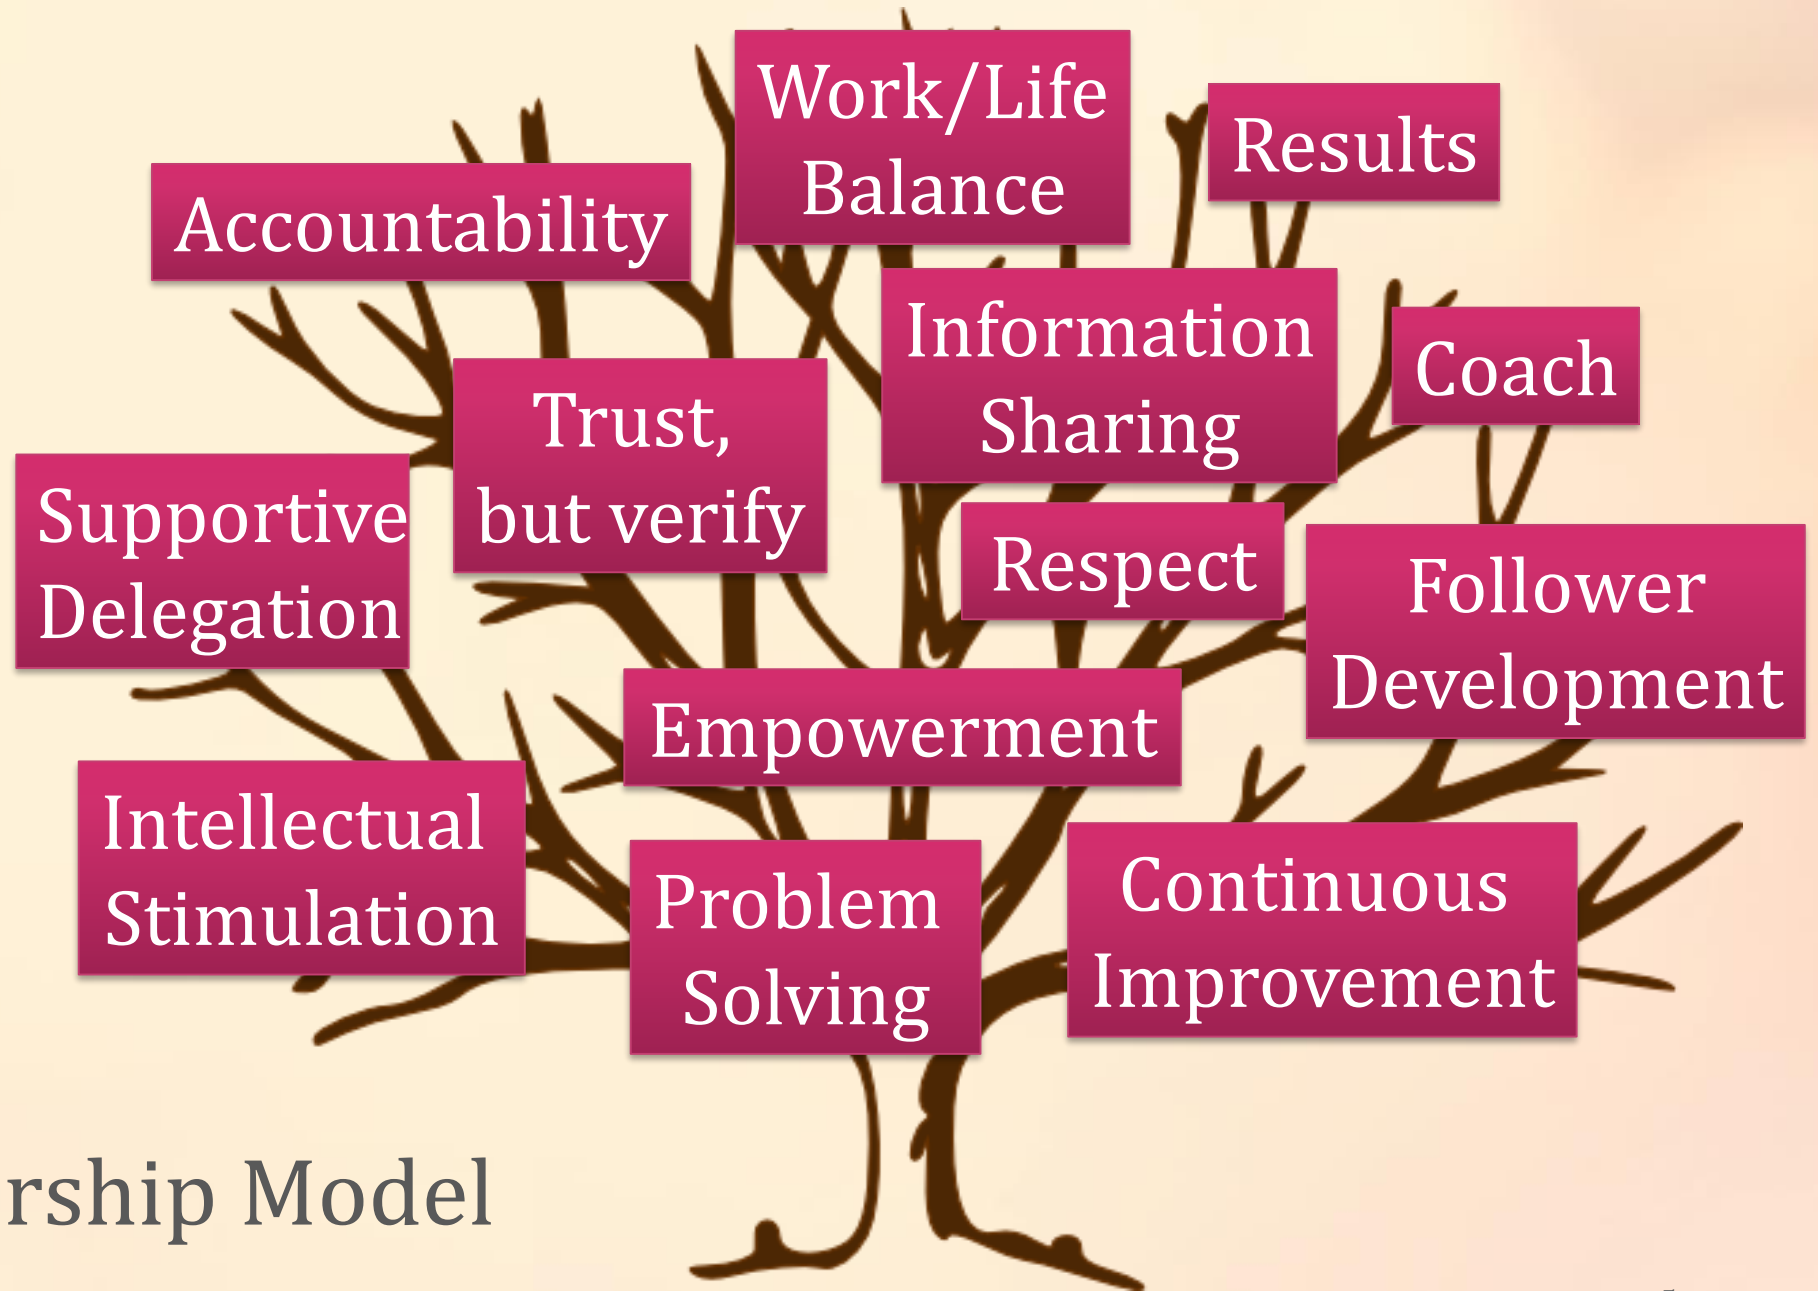 Work/Life
Balance
Results
Accountability
Information
Sharing
Coach
Trust,
but verify
Supportive
Delegation
Respect
Follower
Development
Empowerment
Intellectual
Stimulation
Problem
Solving
Continuous
Improvement
rship Model